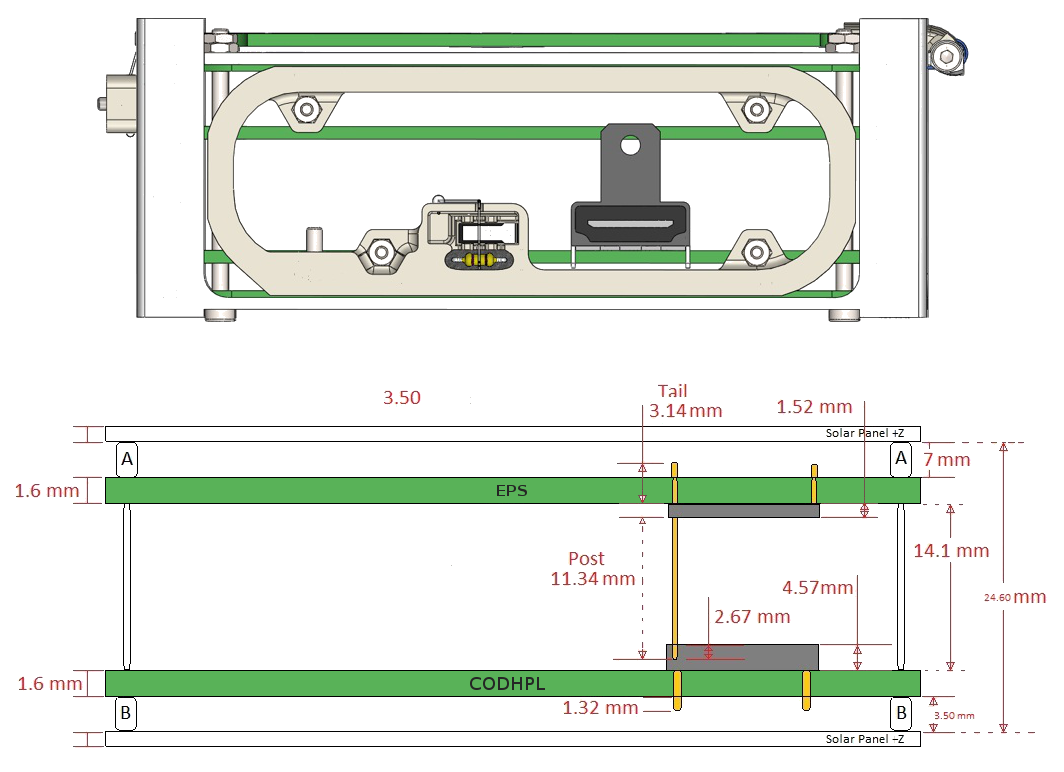 3.50
Tail
3.14 mm
1.52 mm
Solar Panel +Z
A
A
7 mm
1.6 mm
EPS
14.1 mm
Post
11.34 mm
4.57mm
24.60 mm
2.67 mm
1.6 mm
CODHPL
1.32 mm
B
B
3.50 mm
Solar Panel -Z